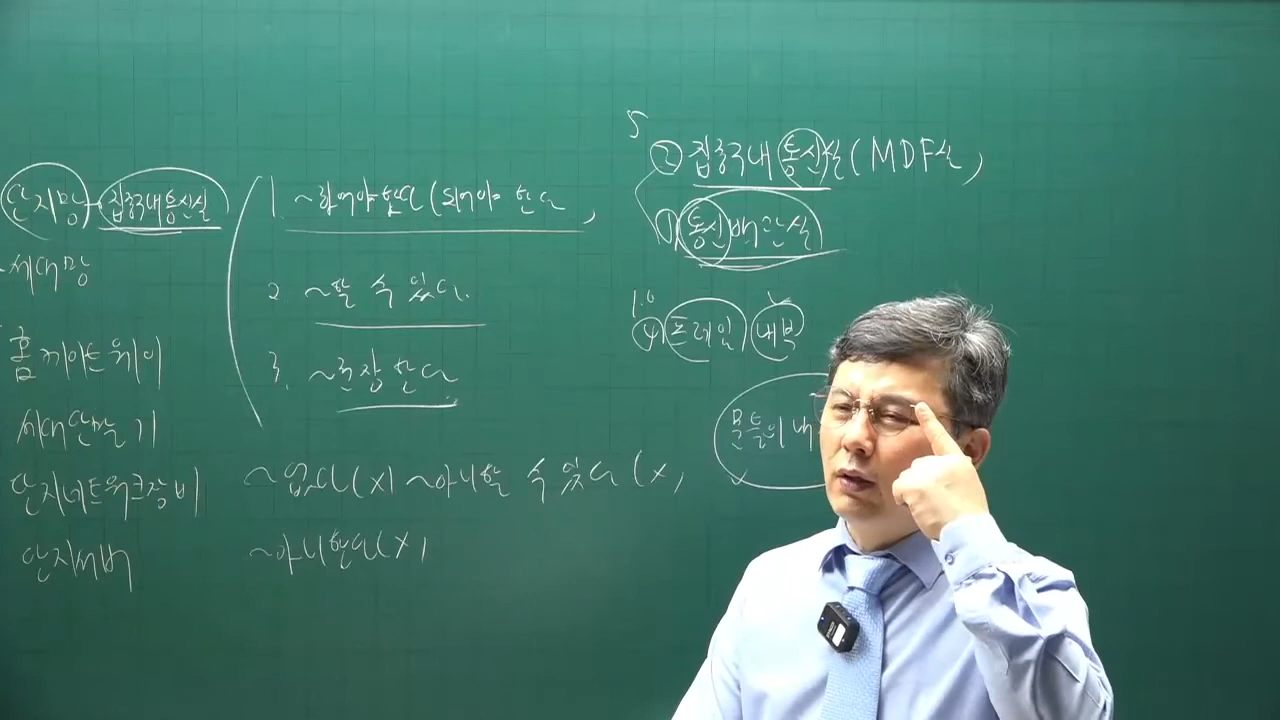 단지망 - 집중구내통신실
세대망
홈게이트웨이
세대단말기
단지네트워크장비
단지서버
1. ~하여야 한다 (되어야 한다)
2. ~할 수 있다.
3. ~권장한다
~없다 (X) ~아니할 수 있다 (X)
~아니한다 (X)
5
② 집중구내통신실 (MDF실)
① 통신배관실
1.0
④ 프레임 내부
문틀의 내